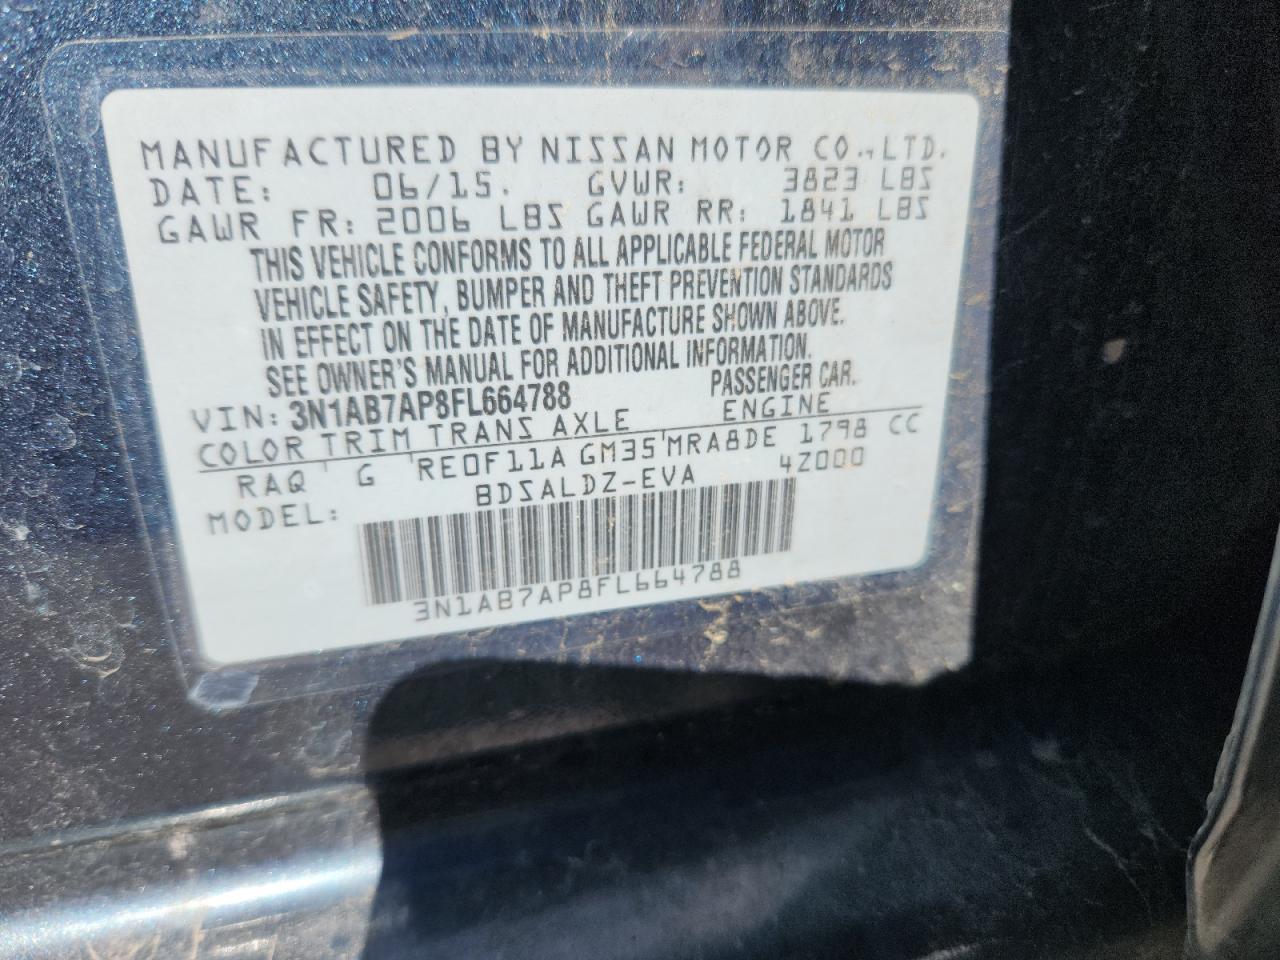 MANUFACTURED BY NISSAN MOTOR CO., LTD.
DATE: 06/15. GVWR: 3823 LBS
GAWR FR: 2006 LBS GAWR RR: 1841 LBS
THIS VEHICLE CONFORMS TO ALL APPLICABLE FEDERAL MOTOR
VEHICLE SAFETY, BUMPER AND THEFT PREVENTION STANDARDS
IN EFFECT ON THE DATE OF MANUFACTURE SHOWN ABOVE.
SEE OWNER'S MANUAL FOR ADDITIONAL INFORMATION.
VIN: 3N1AB7AP8FL664788 PASSENGER CAR.
COLOR TRIM TRANS AXLE ENGINE
RAQ G RE0F11A GM35 MRA8DE 1798 CC
MODEL: BDSALDZ-EVA 4Z000
3N1AB7AP8FL664788